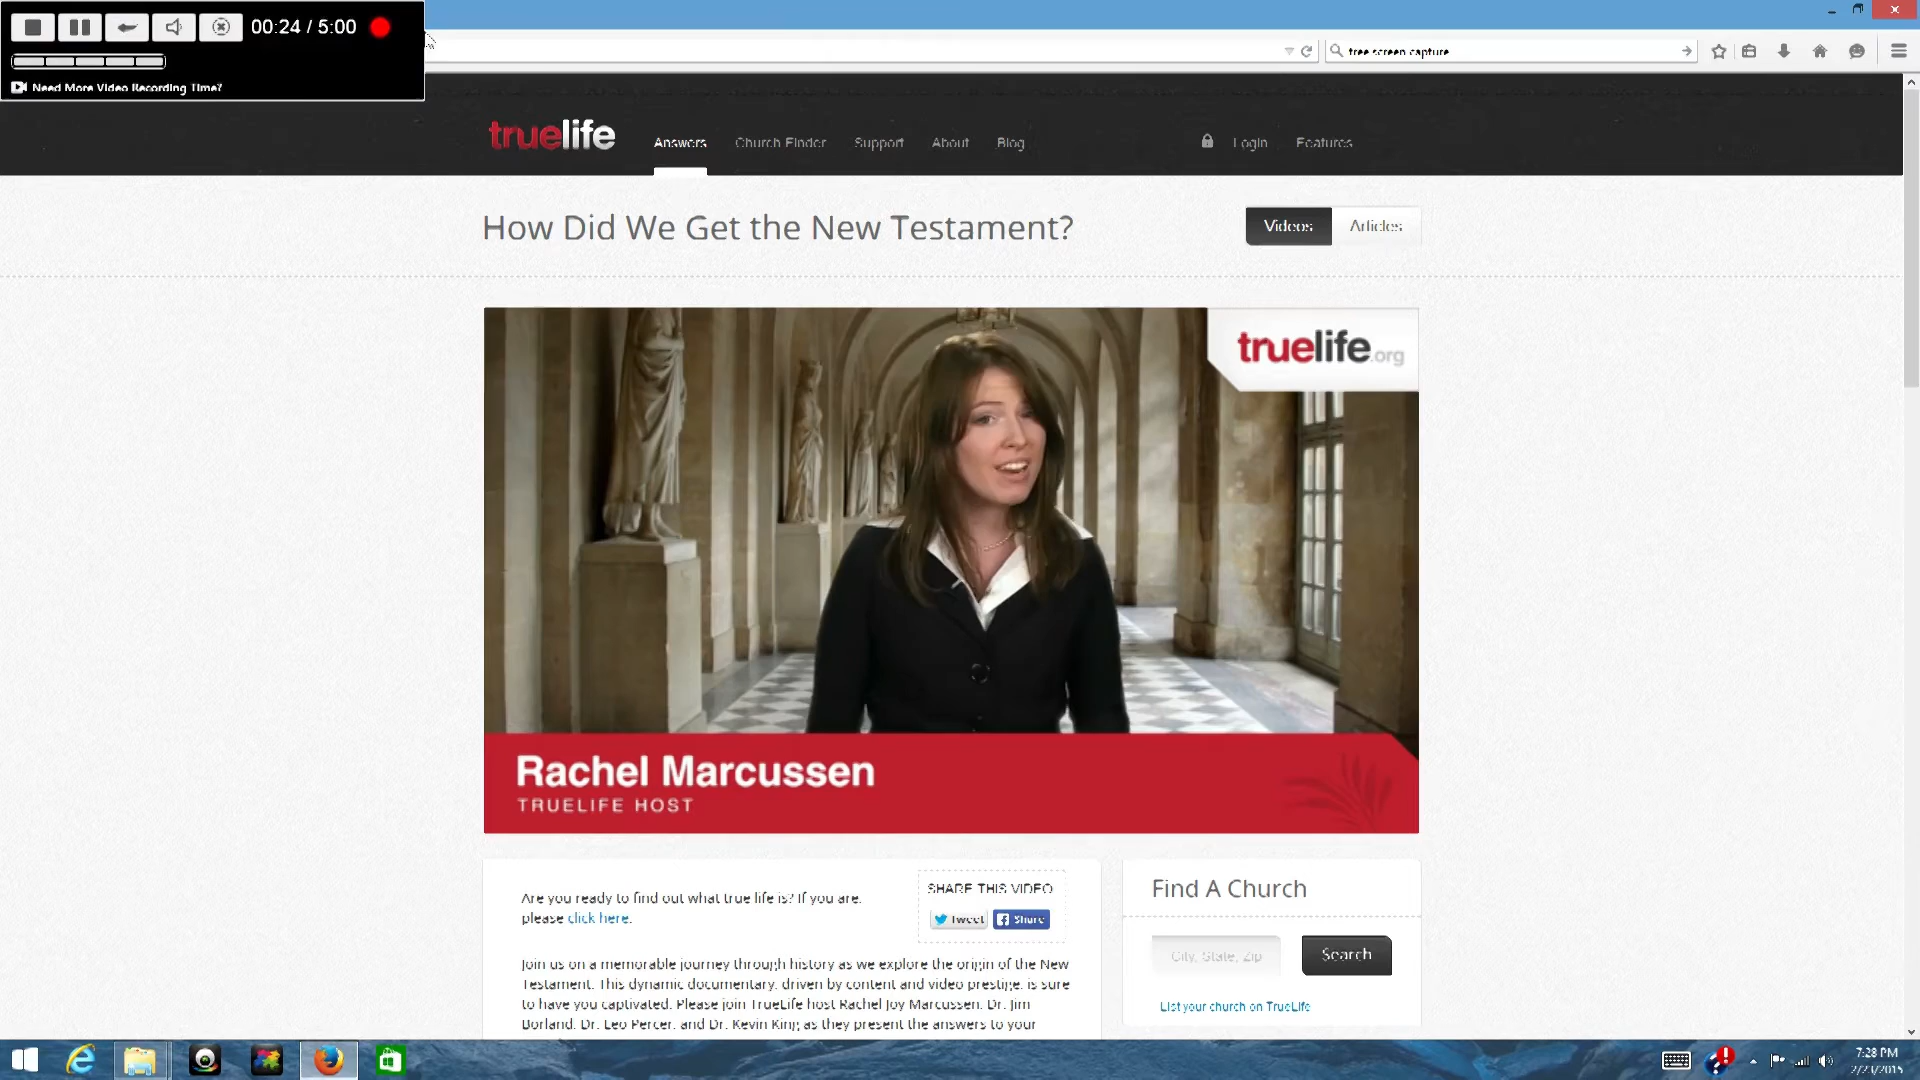 00:24 / 5:00
Need More Video Recording Time?
free screen capture
truelife
Answers
Church Finder
Support
About
Blog
Login
Features
How Did We Get the New Testament?
Videos
Articles
truelife.org
Rachel Marcussen
TRUELIFE HOST
Are you ready to find out what true life is? If you are,
please click here.
SHARE THIS VIDEO
Tweet
Share
Join us on a memorable journey through history as we explore the origin of the New
Testament. This dynamic documentary, driven by content and video prestige, is sure
to have you captivated. Please join TrueLife host Rachel Joy Marcussen, Dr. Jim
Borland, Dr. Leo Percer, and Dr. Kevin King as they present the answers to your
Find A Church
City, State, Zip
Search
List your church on TrueLife
7:28 PM
2/23/2015